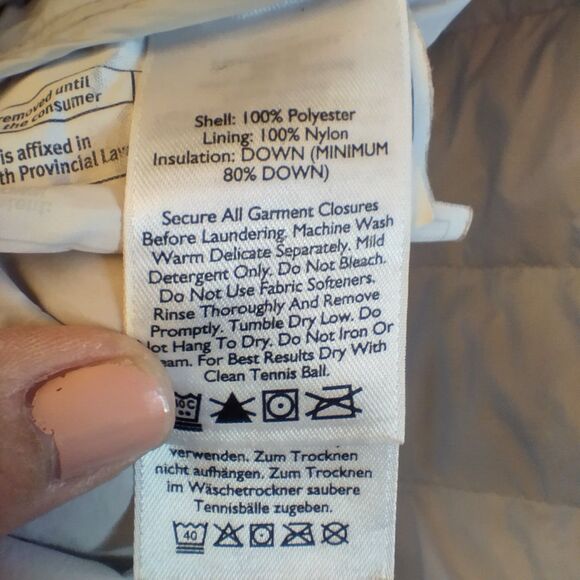 removed until
the consumer
is affixed in
th Provincial Law
Shell: 100% Polyester
Lining: 100% Nylon
Insulation: DOWN (MINIMUM
80% DOWN)
Secure All Garment Closures
Before Laundering. Machine Wash
Warm Delicate Separately. Mild
Detergent Only. Do Not Bleach.
Do Not Use Fabric Softeners.
Rinse Thoroughly And Remove
Promptly. Tumble Dry Low. Do
Not Hang To Dry. Do Not Iron Or
eam. For Best Results Dry With
Clean Tennis Ball.
verwenden. Zum Trocknen
nicht aufhängen. Zum Trocknen
im Wäschetrockner saubere
Tennisbälle zugeben.
40